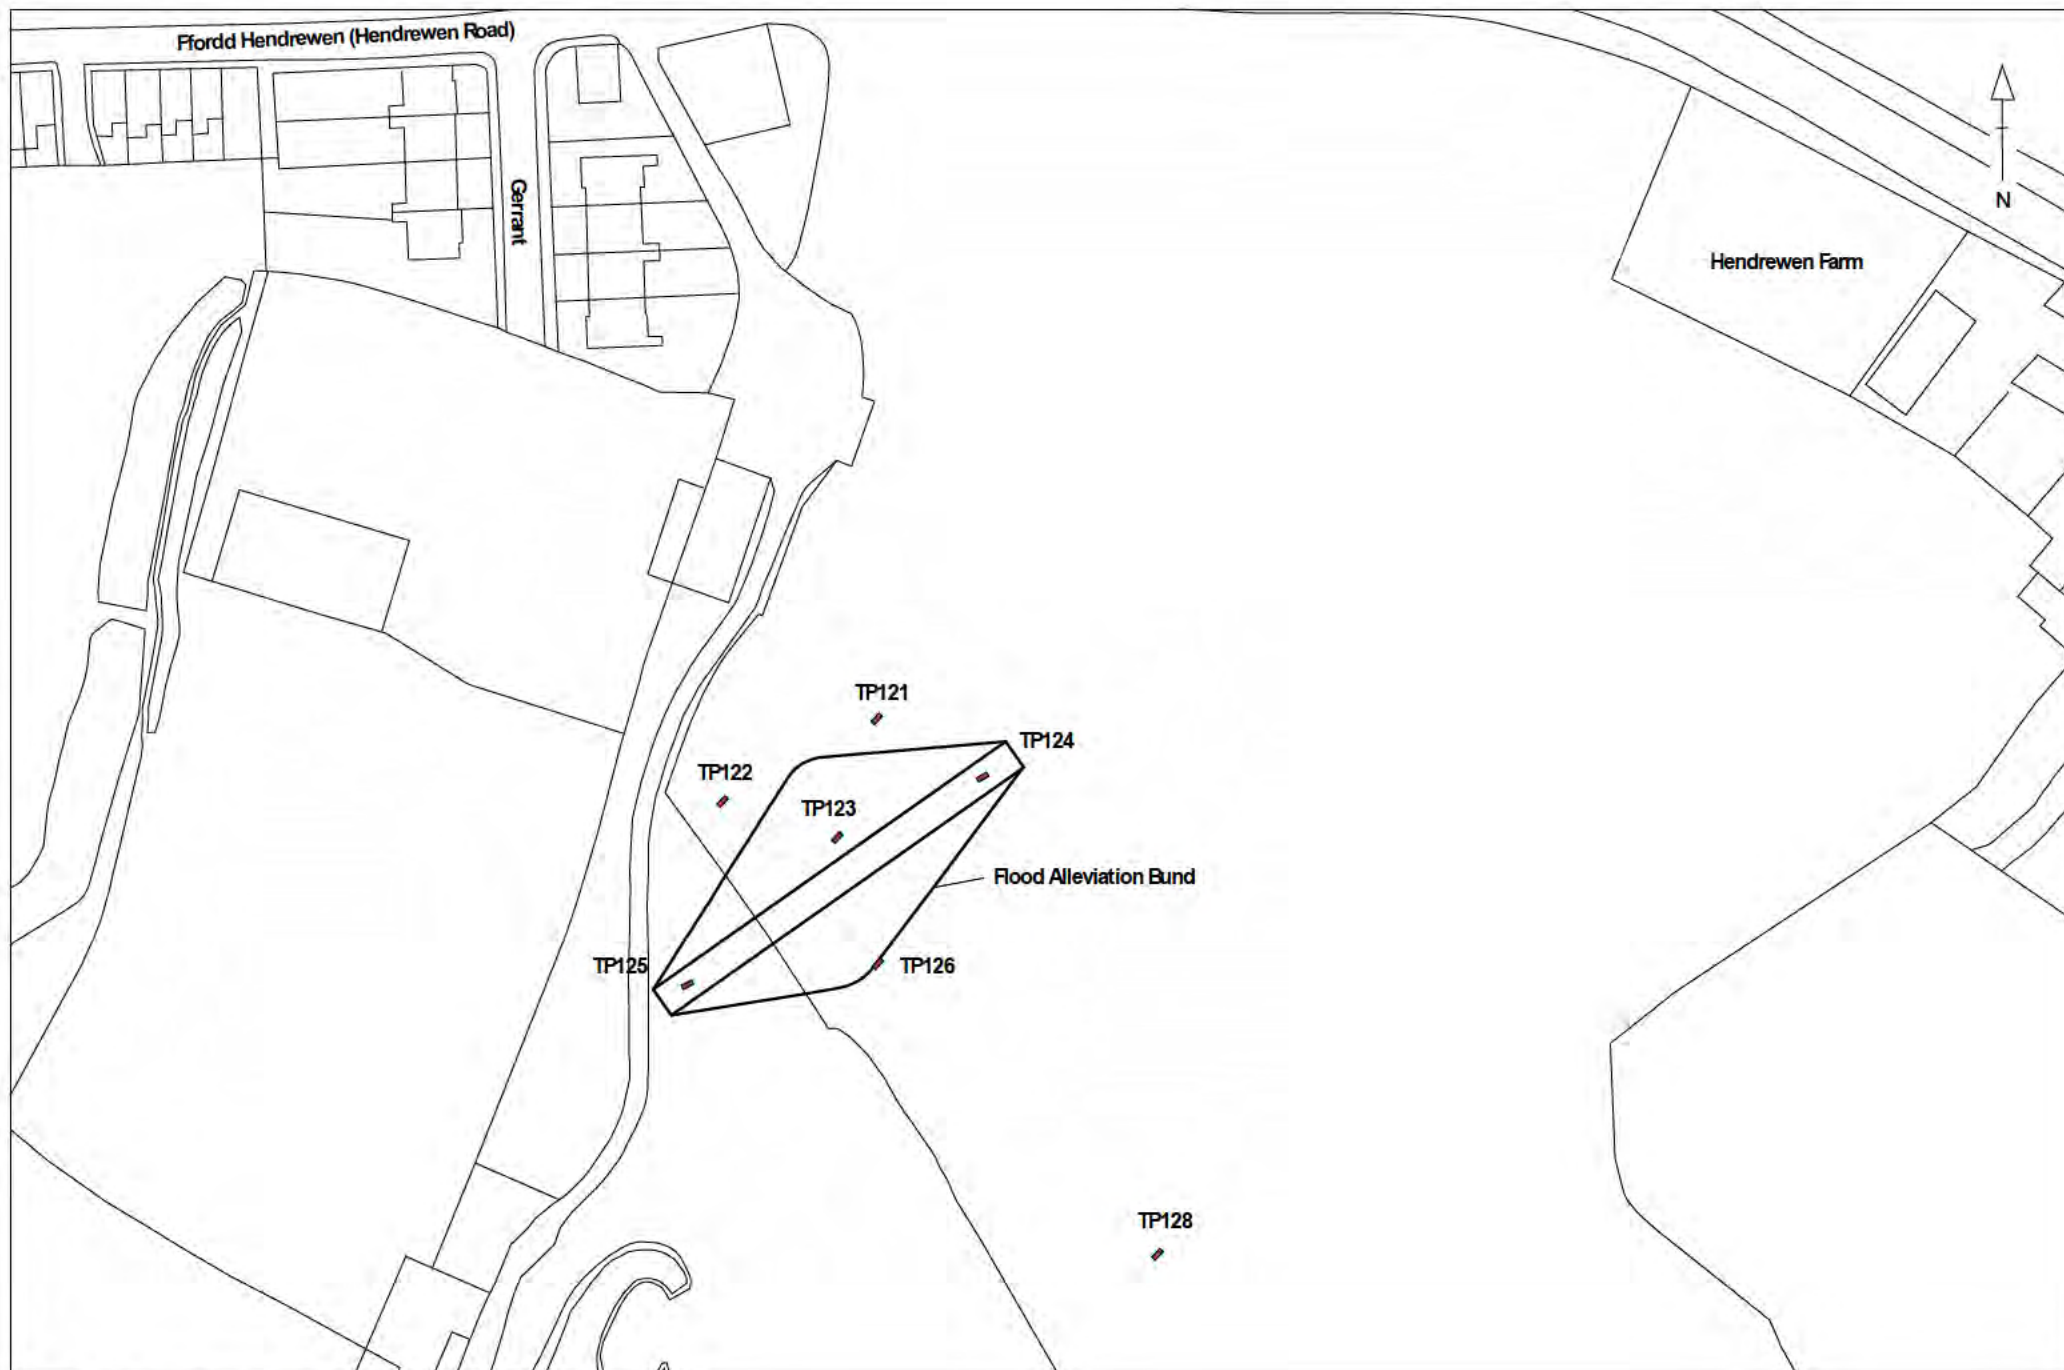 Ffordd Hendrewen (Hendrewen Road)
Gerrant
N
Hendrewen Farm
TP121
TP124
TP122
TP123
Flood Alleviation Bund
TP125
TP126
TP128